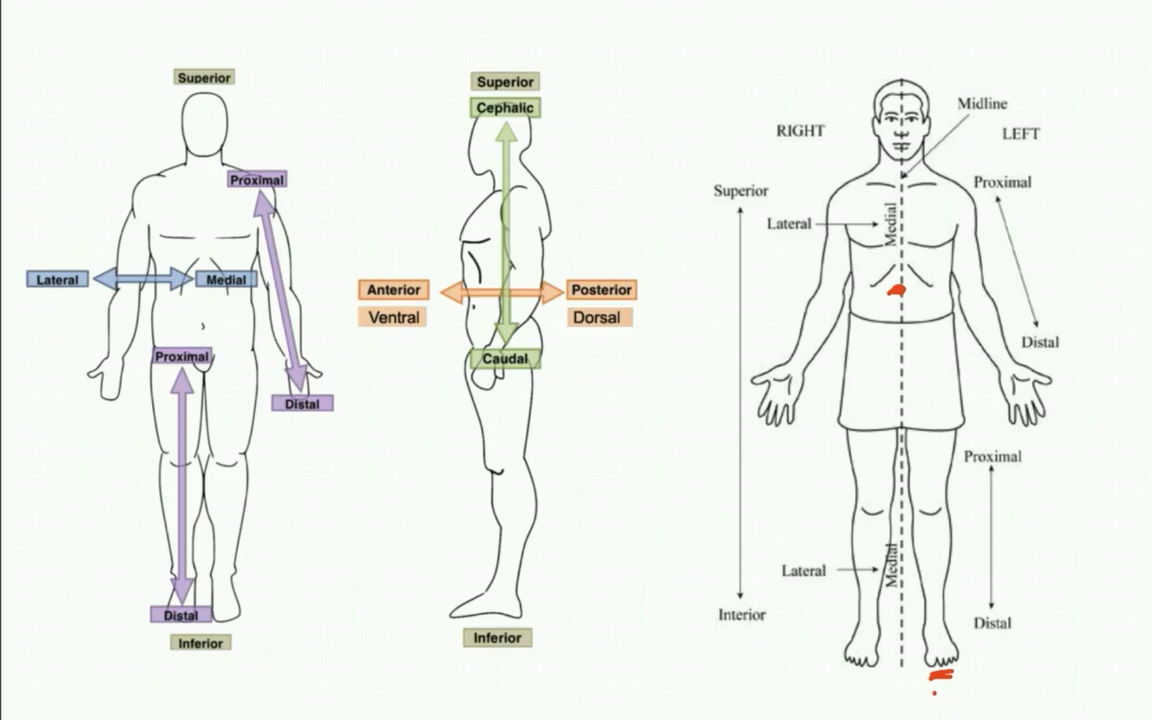 Superior
Proximal
Lateral
Medial
Proximal
Distal
Distal
Inferior
Superior
Cephalic
Anterior
Posterior
Ventral
Dorsal
Caudal
Inferior
Midline
RIGHT
LEFT
Superior
Proximal
Lateral
Medial
Distal
Proximal
Lateral
Medial
Interior
Distal